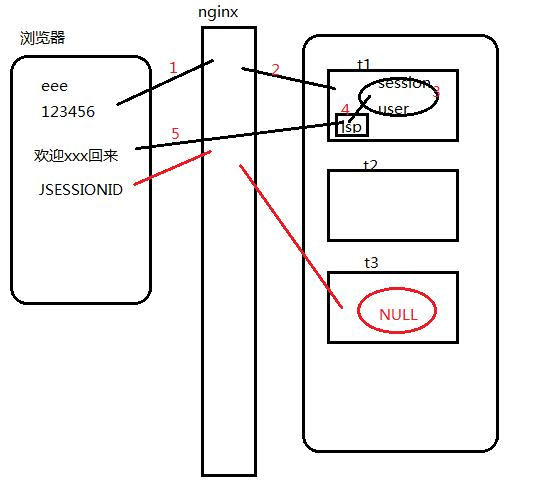 nginx
浏览器
eee
123456
欢迎xxx回来
JSESSIONID
1
2
5
t1
session
3
user
4
jsp
t2
t3
NULL